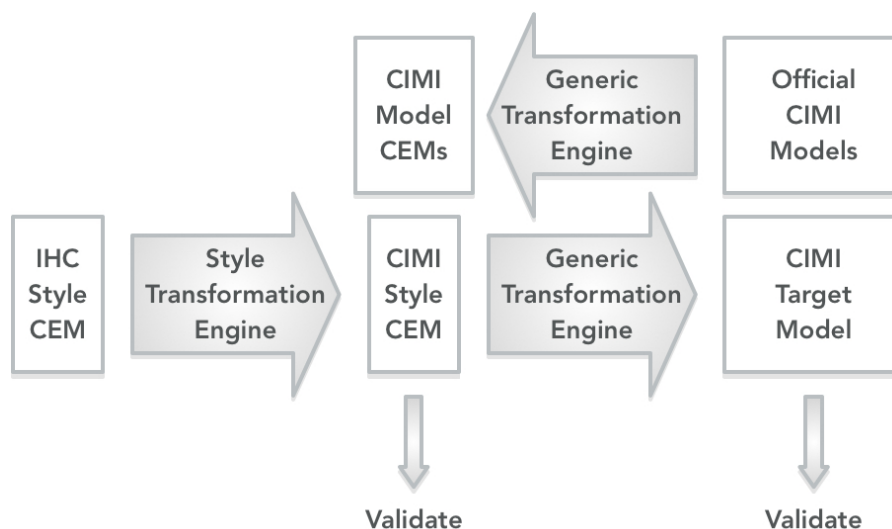 CIMI
Model
CEMs
Generic
Transformation
Engine
Official
CIMI
Models
IHC
Style
CEM
Style
Transformation
Engine
CIMI
Style
CEM
Generic
Transformation
Engine
CIMI
Target
Model
Validate
Validate